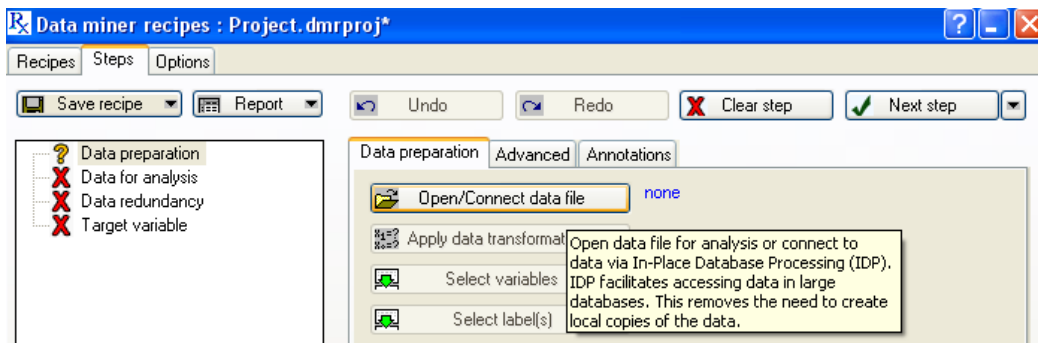 Data miner recipes : Project.dmrproj*
Recipes Steps Options
Save recipe Report Undo Redo Clear step Next step
Data preparation
Data for analysis
Data redundancy
Target variable
Data preparation Advanced Annotations
Open/Connect data file none
Apply data transformat
Select variables
Select label(s)
Open data file for analysis or connect to
data via In-Place Database Processing (IDP).
IDP facilitates accessing data in large
databases. This removes the need to create
local copies of the data.